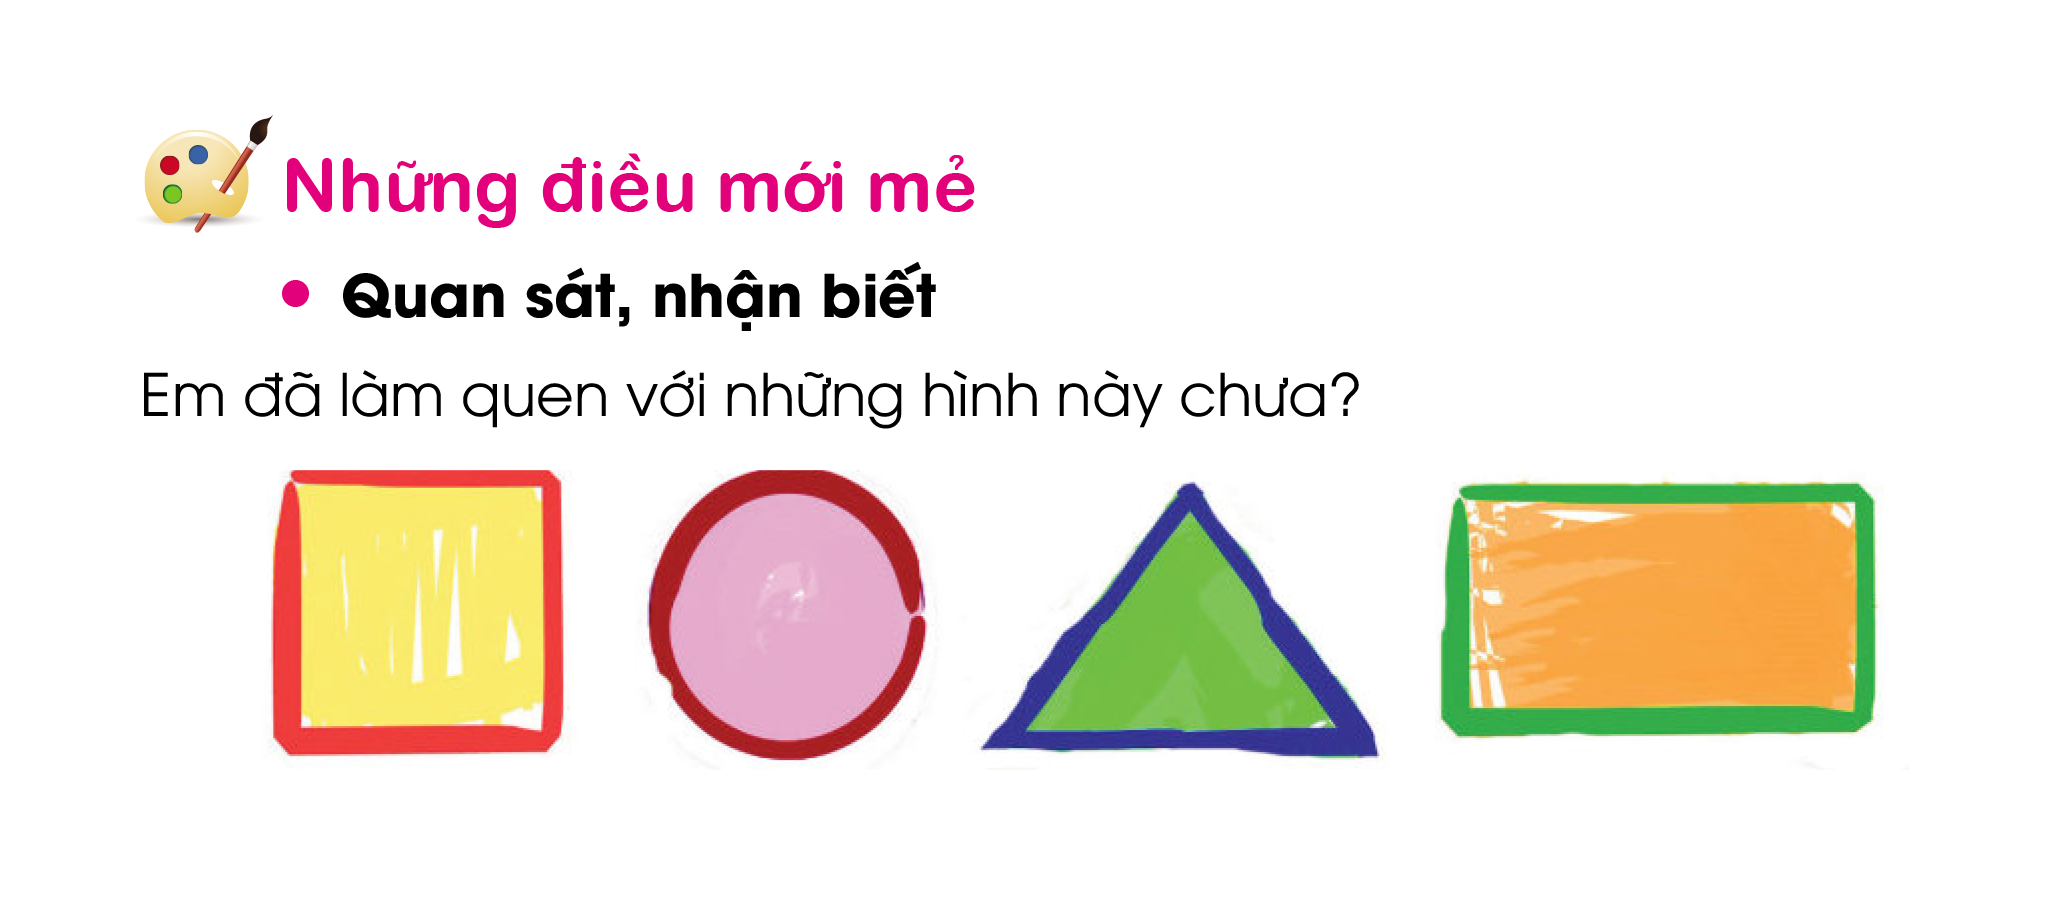 Những điều mới mẻ
• Quan sát, nhận biết
Em đã làm quen với những hình này chưa?